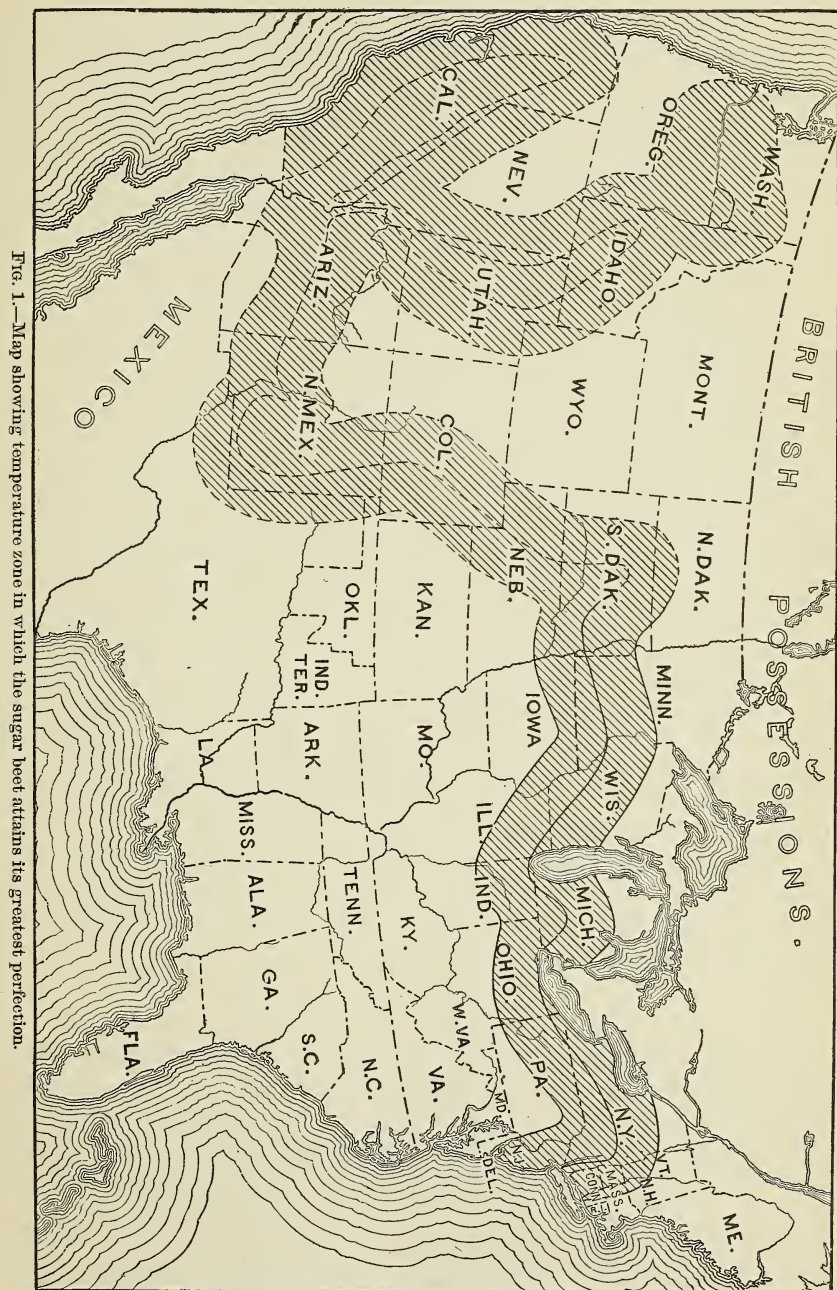 BRITISH POSSESSIONS.
WASH.
OREG.
CAL.
NEV.
IDAHO.
UTAH
ARIZ.
MONT.
WYO.
COL.
N.MEX.
N.DAK.
S.DAK.
NEB.
KAN.
OKL.
IND. TER.
TEX.
MINN.
IOWA
MO.
ARK.
LA.
WIS.
ILL.
MICH.
IND.
OHIO.
KY.
TENN.
MISS.
ALA.
GA.
FLA.
S.C.
N.C.
VA.
W.VA.
PA.
MD.
DEL.
N.J.
N.Y.
VT.
N.H.
MASS.
CONN.
ME.
MEXICO
FIG. 1.—Map showing temperature zone in which the sugar beet attains its greatest perfection.